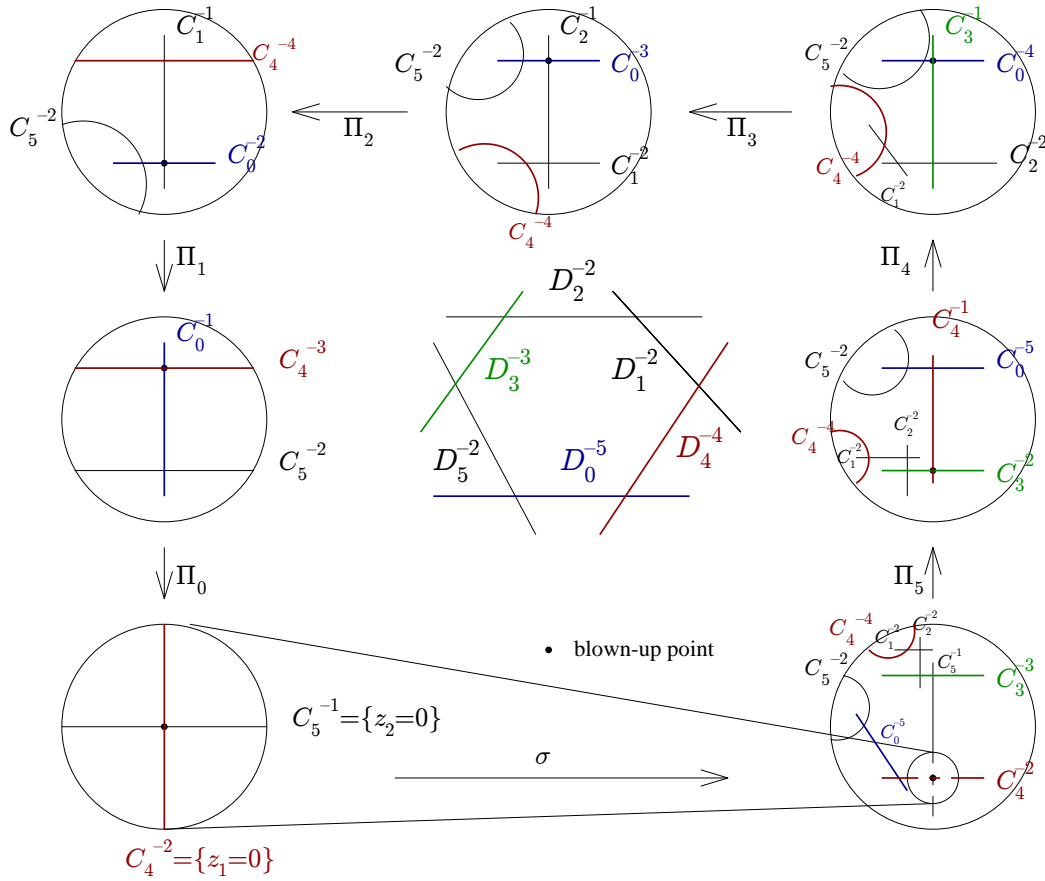 C_1^{-1}
C_4^{-4}
C_5^{-2}
C_0^{-2}
C_2^{-1}
C_5^{-2}
C_0^{-3}
C_1^{-2}
C_4^{-4}
C_3^{-1}
C_5^{-2}
C_0^{-4}
C_4^{-4}
C_1^{-2}
C_2^{-2}
Π_2
Π_3
Π_1
Π_4
D_2^{-2}
D_3^{-3}
D_1^{-2}
D_5^{-2}
D_0^{-5}
D_4^{-4}
C_0^{-1}
C_4^{-3}
C_5^{-2}
C_4^{-1}
C_5^{-2}
C_0^{-5}
C_4^{-4}
C_2^{-2}
C_1^{-2}
C_3^{-2}
Π_0
Π_5
blown-up point
C_5^{-1}={z_2=0}
σ
C_4^{-2}={z_1=0}
C_4^{-4}
C_1^{-2}
C_2^{-2}
C_5^{-2}
C_5^{-1}
C_3^{-3}
C_0^{-5}
C_4^{-2}